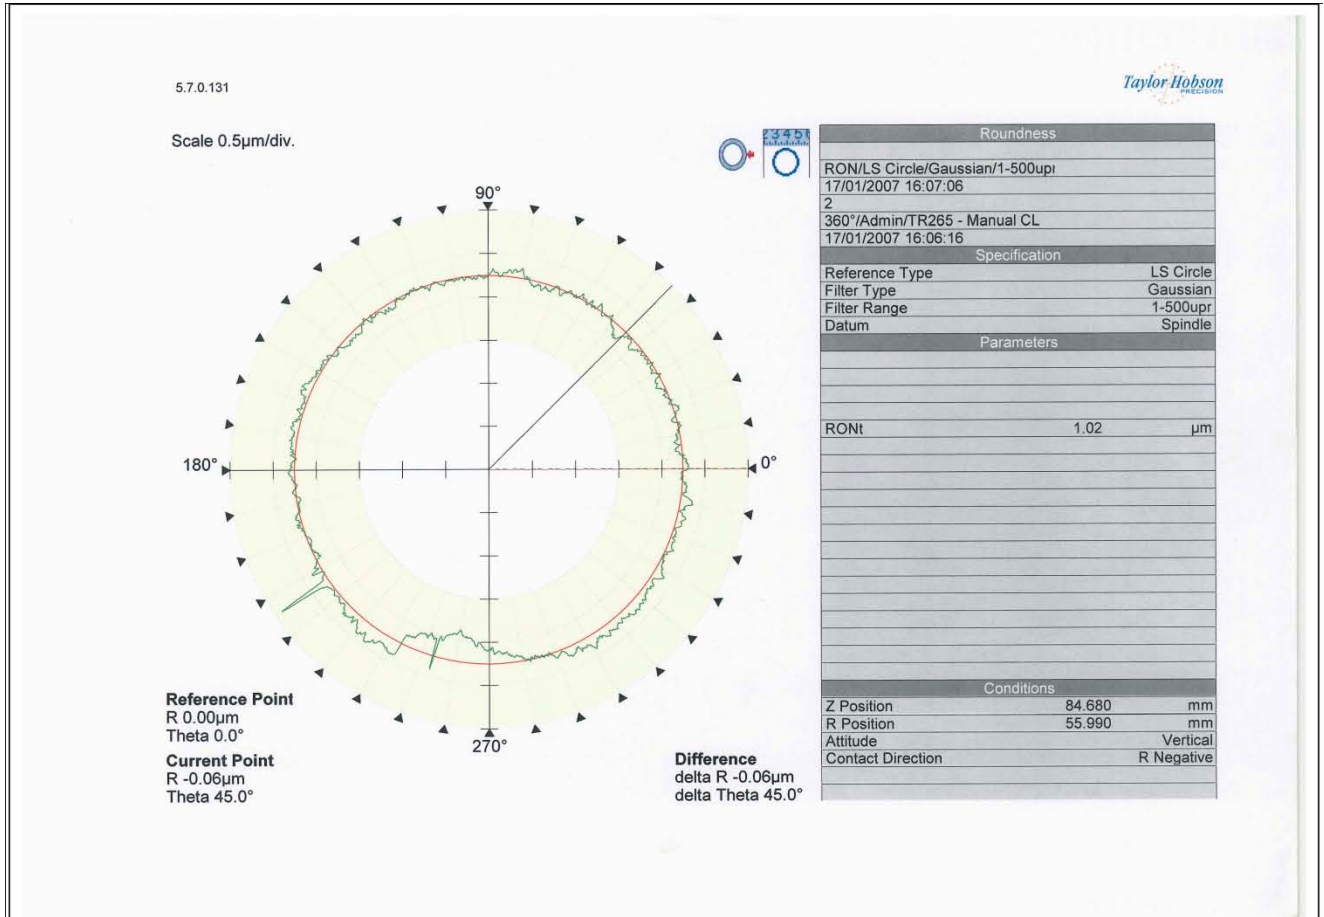 5.7.0.131
Taylor Hobson
PRECISION
Scale 0.5µm/div.
23456
Roundness
RON/LS Circle/Gaussian/1-500upr
17/01/2007 16:07:06
2
360°/Admin/TR265 - Manual CL
17/01/2007 16:06:16
Specification
Reference Type LS Circle
Filter Type Gaussian
Filter Range 1-500upr
Datum Spindle
Parameters
RONt 1.02 µm
Conditions
Z Position 84.680 mm
R Position 55.990 mm
Attitude Vertical
Contact Direction R Negative
90°
180°
0°
270°
Reference Point
R 0.00µm
Theta 0.0°
Current Point
R -0.06µm
Theta 45.0°
Difference
delta R -0.06µm
delta Theta 45.0°